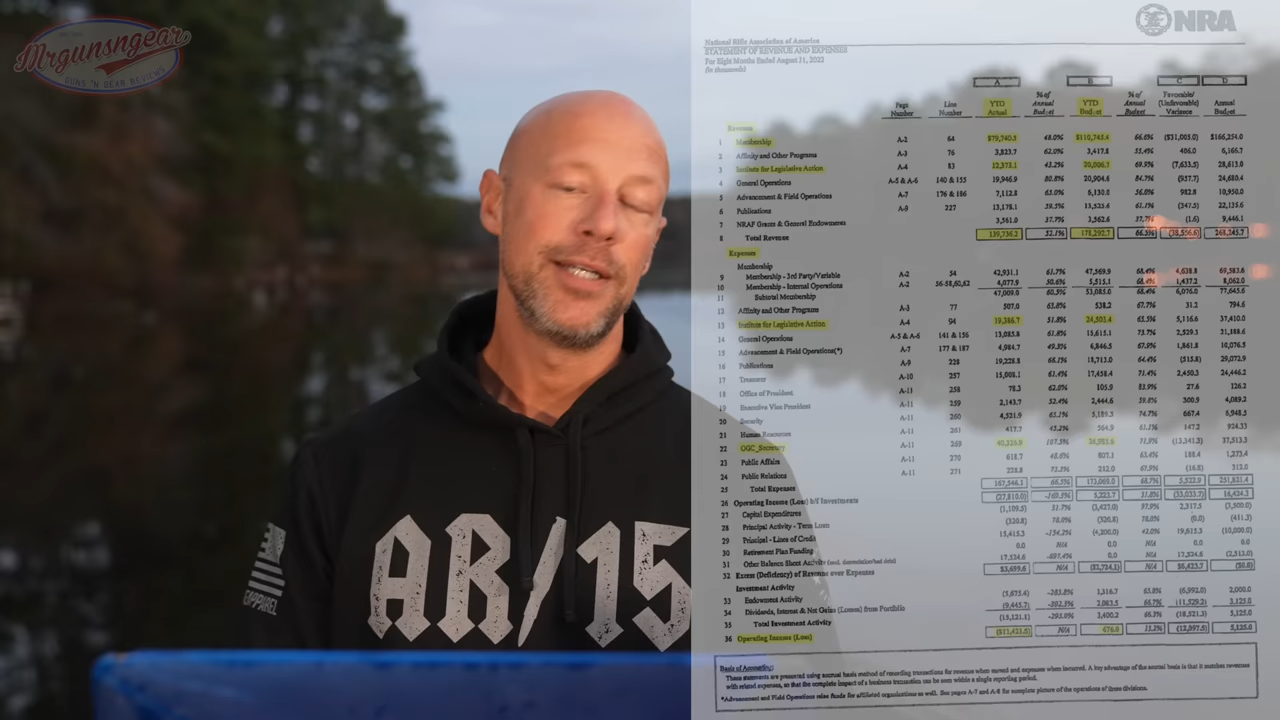 Mrgunsngear
GUNS 'N GEAR REVIEWS
AR/15
APPAREL
NRA
National Rifle Association of America
STATEMENT OF REVENUE AND EXPENSES
For Eight Months Ended August 31, 2022
(in thousands)
A B C D
Page Number Line Number YTD Actual % of Annual Budget YTD Budget % of Annual Budget Favorable/ (Unfavorable) Variance Annual Budget
Revenues
1 Membership A-2 64 $79,740.5 48.0% $110,745.6 66.6% ($31,005.0) $166,254.0
2 Affinity and Other Programs A-3 76 3,823.7 62.0% 3,417.8 55.4% 406.0 6,166.7
3 Institute for Legislative Action A-4 83 12,373.1 43.2% 20,006.7 69.9% (7,633.5) 28,613.0
4 General Operations A-5 & A-6 140 & 155 19,946.9 80.8% 20,904.6 84.7% (957.7) 24,680.4
5 Advancement & Field Operations A-7 176 & 186 7,112.8 65.0% 6,130.0 56.0% 982.8 10,950.0
6 Publications A-9 227 13,178.1 59.5% 13,525.6 61.1% (347.5) 22,135.6
7 NRAF Grants & General Endowments 3,561.0 37.7% 3,562.6 37.7% (1.6) 9,446.1
8 Total Revenue 139,736.2 52.1% 178,292.7 66.5% (38,556.6) 268,245.7
Expenses
Membership
9 Membership - 3rd Party/Variable A-2 54 42,931.1 61.7% 47,569.9 68.4% 4,638.8 69,583.6
10 Membership - Internal Operations A-2 56-58,60,62 4,077.9 50.6% 5,515.1 68.4% 1,437.2 8,062.0
11 Subtotal Membership 47,009.0 60.5% 53,085.0 68.4% 6,076.0 77,645.6
12 Affinity and Other Programs A-3 77 507.0 63.8% 538.2 67.7% 31.2 794.6
13 Institute for Legislative Action A-4 94 19,386.7 51.8% 24,503.4 65.5% 5,116.6 37,410.0
14 General Operations A-5 & A-6 141 & 156 13,085.8 61.8% 15,615.1 73.7% 2,529.3 21,188.6
15 Advancement & Field Operations(*) A-7 177 & 187 4,984.7 49.5% 6,846.5 67.9% 1,861.8 10,076.5
16 Publications A-9 228 19,228.8 66.1% 18,713.0 64.4% (515.8) 29,072.9
17 Treasurer A-10 257 15,008.1 61.4% 17,458.4 71.4% 2,450.3 24,446.2
18 Office of President A-11 258 78.3 62.0% 105.9 83.9% 27.6 126.2
19 Executive Vice President A-11 259 2,143.7 52.4% 2,444.6 59.8% 300.9 4,089.2
20 Security A-11 260 4,521.9 65.1% 5,189.3 74.7% 667.4 6,948.5
21 Human Resources A-11 261 417.7 45.2% 564.9 61.1% 147.2
22 OGC_Secretary A-11 269 107.5% 71.9% 37,513.3
23 Public Affairs A-11 270 618.7 48.6% 807.1 63.4% 188.4 1,273.4
24 Public Relations A-11 271 228.8 212.0 (16.8) 312.0
25 Total Expenses 167,546.1 66.5% 173,069.0 68.7% 5,522.9 251,821.4
26 Operating Income (Loss) b/f Investments (27,810.0) -169.3% 5,223.7 31.8% (33,033.7) 16,424.3
27 Capital Expenditures (1,109.5) 31.7% (3,427.0) 97.9% 2,317.5 (3,500.0)
28 Principal Activity - Term Loan (320.8) 78.0% (320.8) 78.0% (0.0) (411.3)
29 Principal - Lines of Credit 15,415.3 -154.2% (4,200.0) 42.0% 19,615.3 (10,000.0)
30 Retirement Plan Funding 0.0 N/A 0.0 N/A 0.0 0.0
31 Other Balance Sheet Activity 17,524.6 N/A
32 Excess (Deficiency) of Revenue over Expenses $3,699.6 N/A ($2,724.1) N/A $6,423.7 ($0.0)
Investment Activity
33 Endowment Activity (5,675.4) -283.8% 1,316.7 65.8% (6,992.0) 2,000.0
34 Dividends, Interest & Net Gains (Losses) from Portfolio (9,445.7) -302.3% 2,083.5 66.7% (11,529.2) 3,125.0
35 Total Investment Activity (15,121.1) -295.0% 3,400.2 66.3% (18,521.3) 5,125.0
36 Operating Income (Loss) ($11,421.5) N/A 676.0 13.2% 5,125.0
Basis of Accounting:
These statements are presented using accrual basis method of recording transactions for revenue when earned and expenses when incurred. A key advantage of the accrual basis is that it matches revenues
with related expenses, so that the complete impact of a business transaction can be seen within a single reporting period.
*Advancement and Field Operations raise funds for affiliated organizations as well. See pages A-7 and A-8 for complete picture of the operations of these divisions.